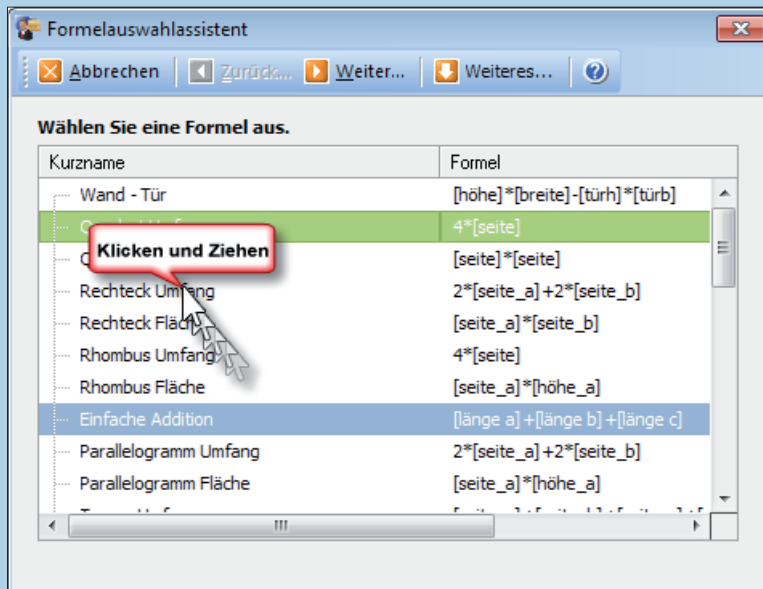 Formelauswahlassistent
Abbrechen Zurück... Weiter... Weiteres...
Wählen Sie eine Formel aus.
Kurzname Formel
Wand - Tür [höhe]*[breite]-[türh]*[türb]
4*[seite]
Klicken und Ziehen
[seite]*[seite]
Rechteck Umfang 2*[seite_a]+2*[seite_b]
Rechteck Fläche [seite_a]*[seite_b]
Rhombus Umfang 4*[seite]
Rhombus Fläche [seite_a]*[höhe_a]
Einfache Addition [länge a]+[länge b]+[länge c]
Parallelogramm Umfang 2*[seite_a]+2*[seite_b]
Parallelogramm Fläche [seite_a]*[höhe_a]